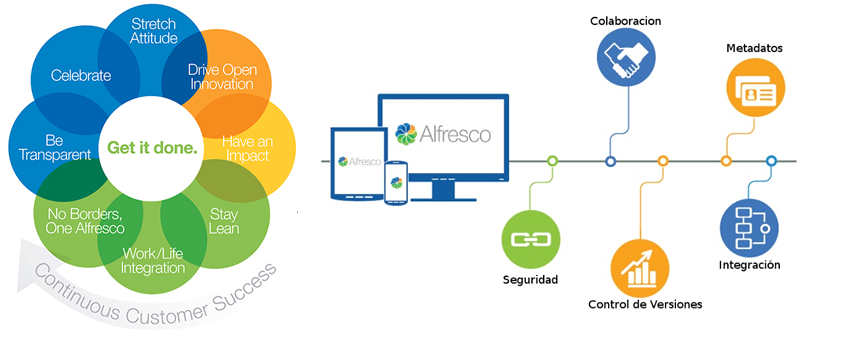 Stretch
Attitude
Drive Open
Innovation
Have an
Impact
Stay
Lean
Work/Life
Integration
No Borders,
One Alfresco
Be
Transparent
Celebrate
Get it done.
Continuous Customer Success
Alfresco
Alfresco
Colaboracion
Metadatos
Seguridad
Control de Versiones
Integración